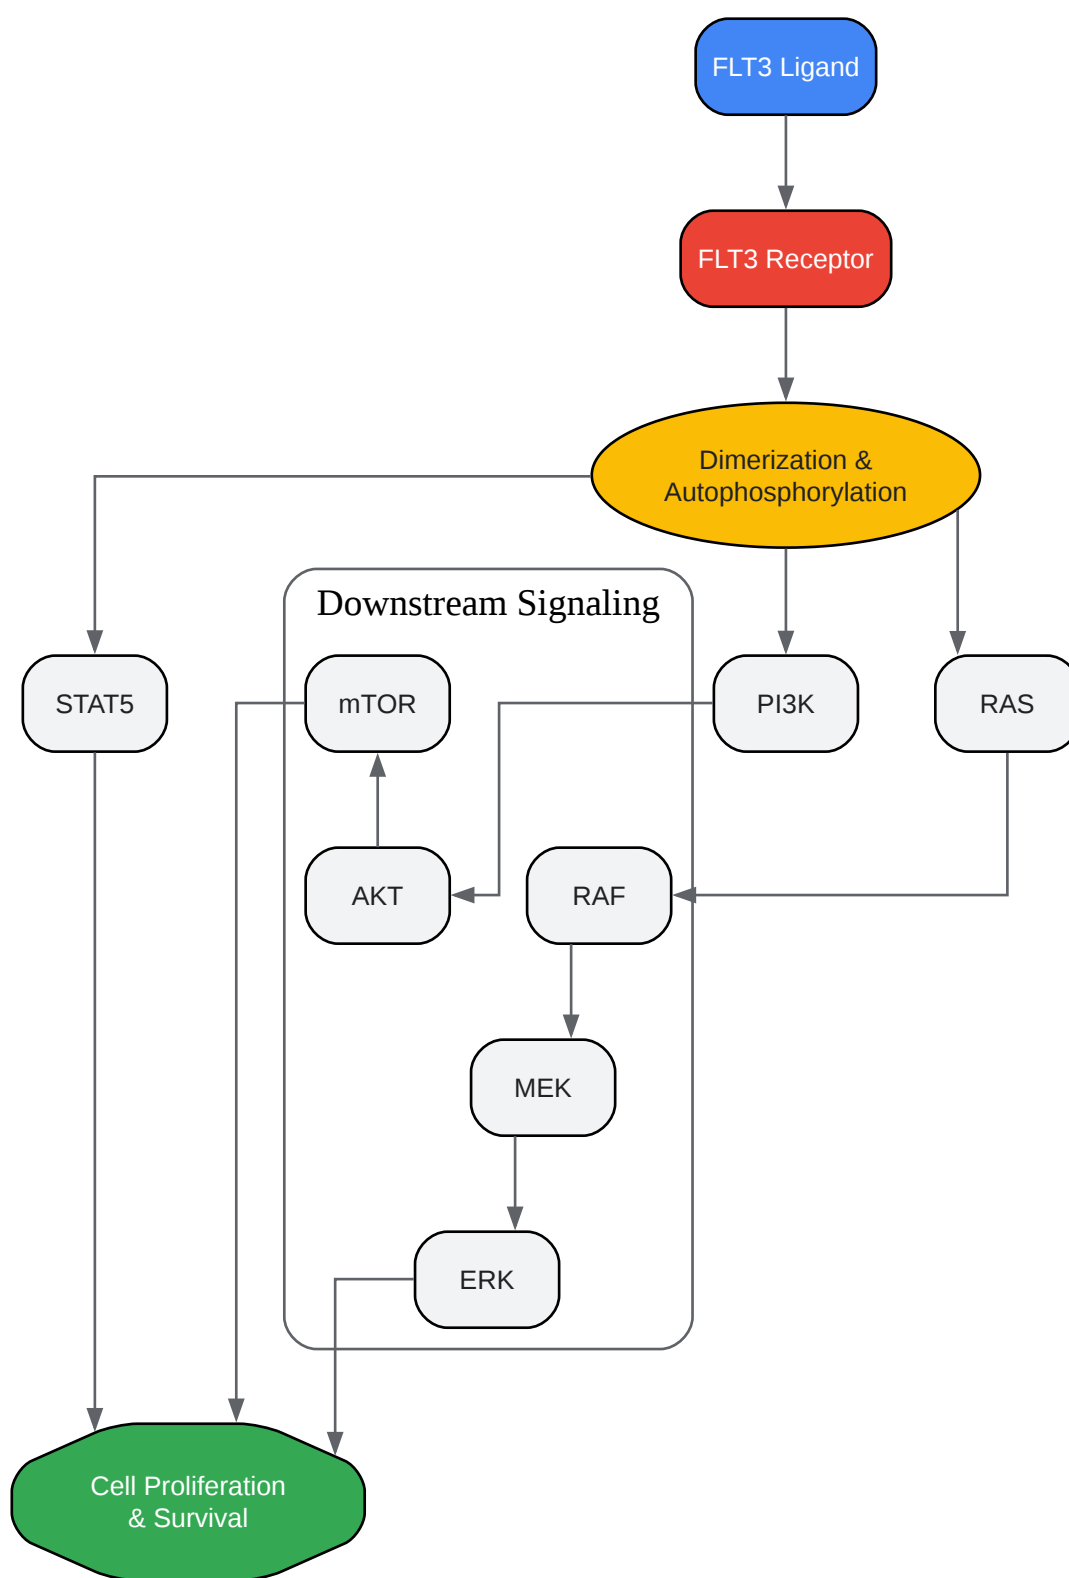 FLT3 Ligand
FLT3 Receptor
Dimerization &
Autophosphorylation
Downstream Signaling
STAT5
mTOR
PI3K
RAS
AKT
RAF
MEK
ERK
Cell Proliferation
& Survival